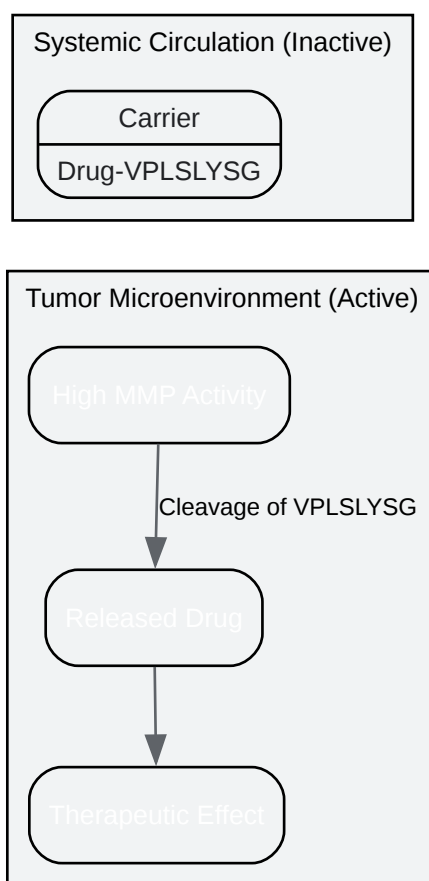 Systemic Circulation (Inactive)
Carrier
Drug-VPLSLYSG
Tumor Microenvironment (Active)
High MMP Activity
Cleavage of VPLSLYSG
Released Drug
Therapeutic Effect